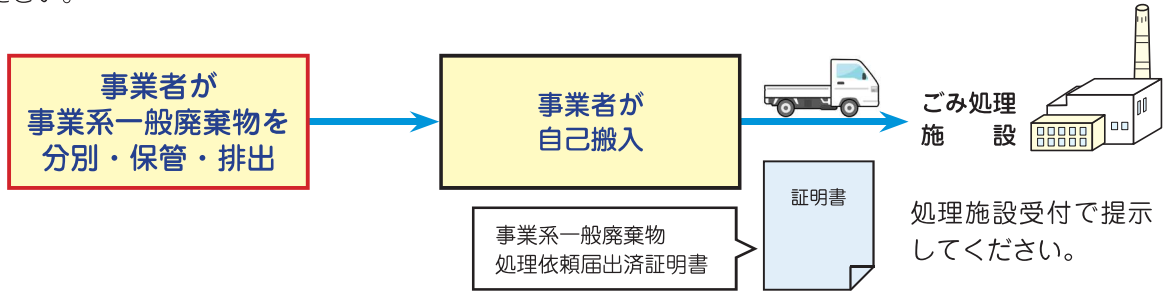 ださい。
事業者が
事業系一般廃棄物を
分別・保管・排出
事業者が
自己搬入
ごみ処理
施　設
証明書
事業系一般廃棄物
処理依頼届出済証明書
処理施設受付で提示
してください。